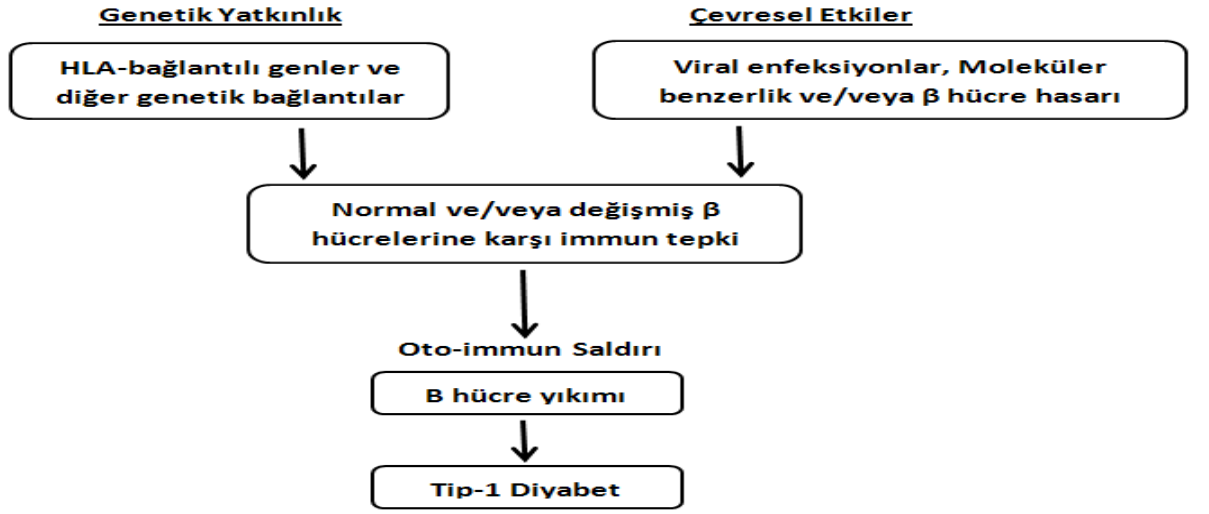 Genetik Yatkınlık
Çevresel Etkiler
HLA-bağlantılı genler ve
diğer genetik bağlantılar
Viral enfeksiyonlar, Moleküler
benzerlik ve/veya β hücre hasarı
Normal ve/veya değişmiş β
hücrelerine karşı immun tepki
Oto-immun Saldırı
B hücre yıkımı
Tip-1 Diyabet